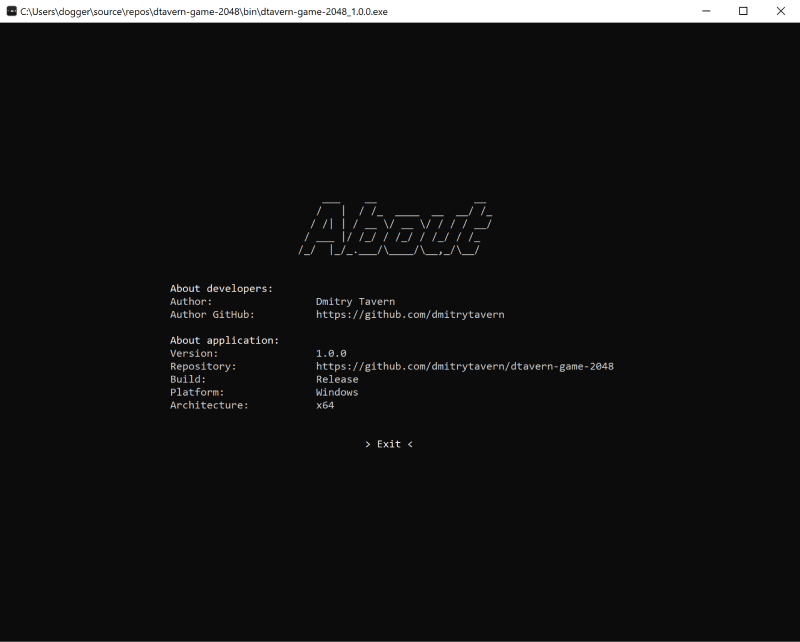 C:\Users\dogger\source\repos\dtavern-game-2048\bin\dtavern-game-2048_1.0.0.exe
About
About developers:
Author: Dmitry Tavern
Author GitHub: https://github.com/dmitrytavern
About application:
Version: 1.0.0
Repository: https://github.com/dmitrytavern/dtavern-game-2048
Build: Release
Platform: Windows
Architecture: x64
> Exit <